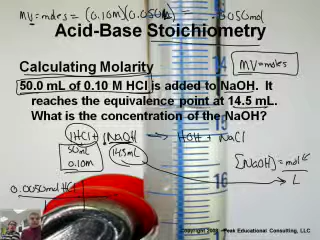 MV=moles = (0.10M)(0.050M) = .0050mol
Acid-Base Stoichiometry
Calculating Molarity
MV=moles
50.0 mL of 0.10 M HCl is added to NaOH. It
reaches the equivalence point at 14.5 mL.
What is the concentration of the NaOH?
1HCl + 1NaOH → HOH + NaCl
50mL
0.10M
14.5mL
[NaOH] = mol
L
0.0050mol HCl
15
16
Copyright Peak Educational Consulting, LLC